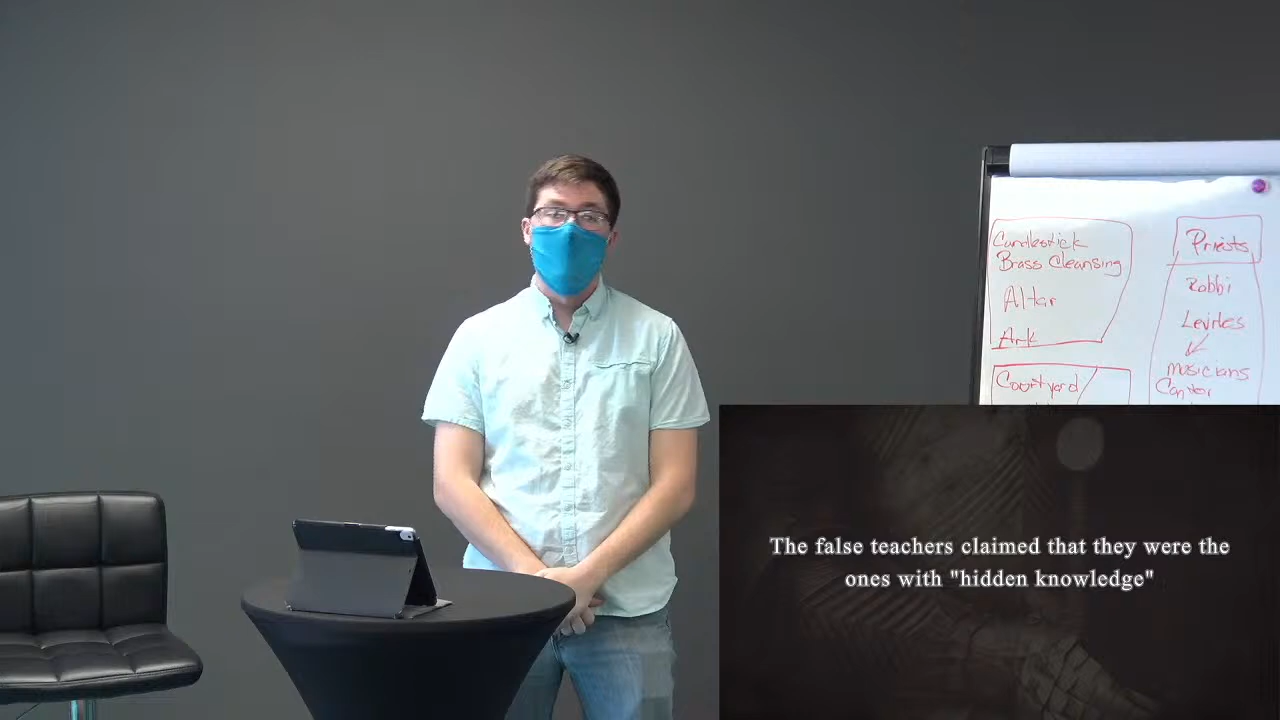 Candlestick
Brass Cleansing
Altar
Ark
Courtyard
Priests
Rabbi
Levites
Musicians
Cantor
The false teachers claimed that they were the
ones with "hidden knowledge"